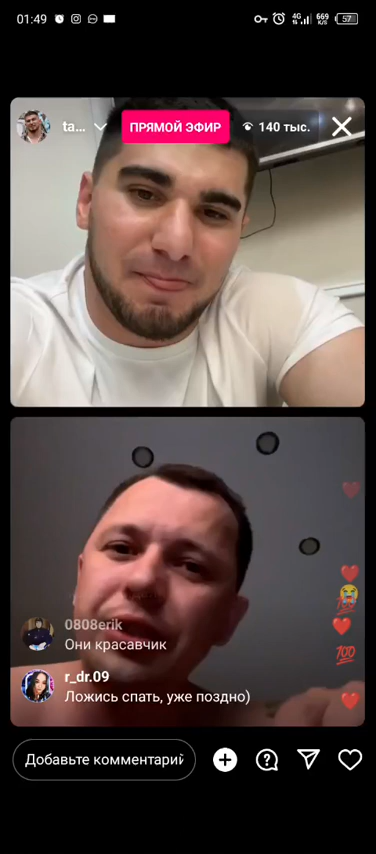 01:49
4G
669
K/S
57
ta...
ПРЯМОЙ ЭФИР
140 тыс.
0808erik
Они красавчик
r_dr.09
Ложись спать, уже поздно)
Добавьте комментарий